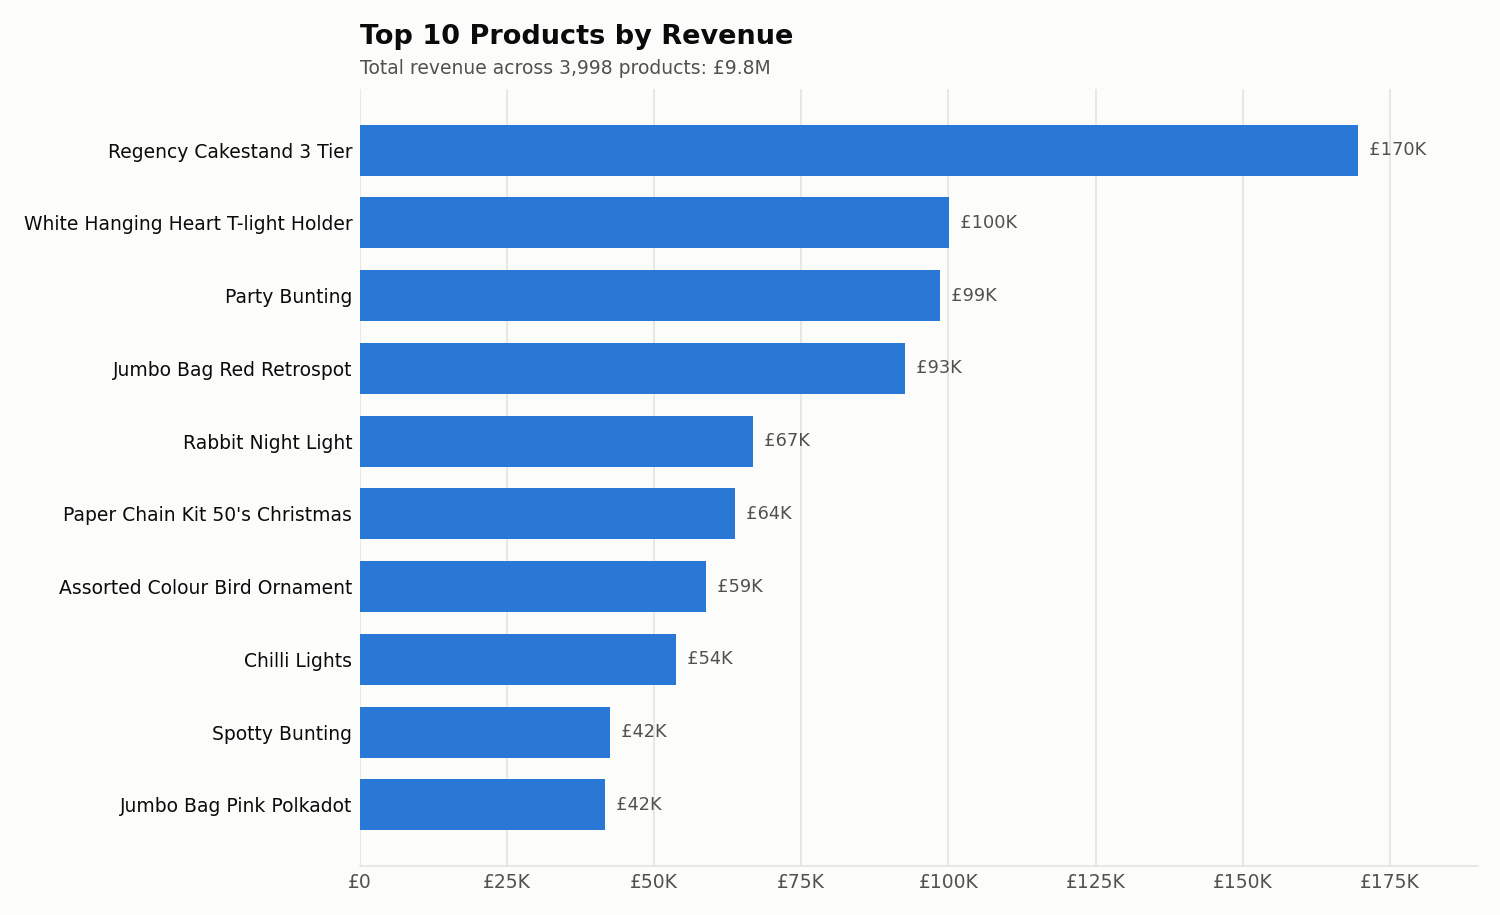 Top 10 Products by Revenue
Total revenue across 3,998 products: £9.8M
Regency Cakestand 3 Tier £170K
White Hanging Heart T-light Holder £100K
Party Bunting £99K
Jumbo Bag Red Retrospot £93K
Rabbit Night Light £67K
Paper Chain Kit 50's Christmas £64K
Assorted Colour Bird Ornament £59K
Chilli Lights £54K
Spotty Bunting £42K
Jumbo Bag Pink Polkadot £42K
£0 £25K £50K £75K £100K £125K £150K £175K